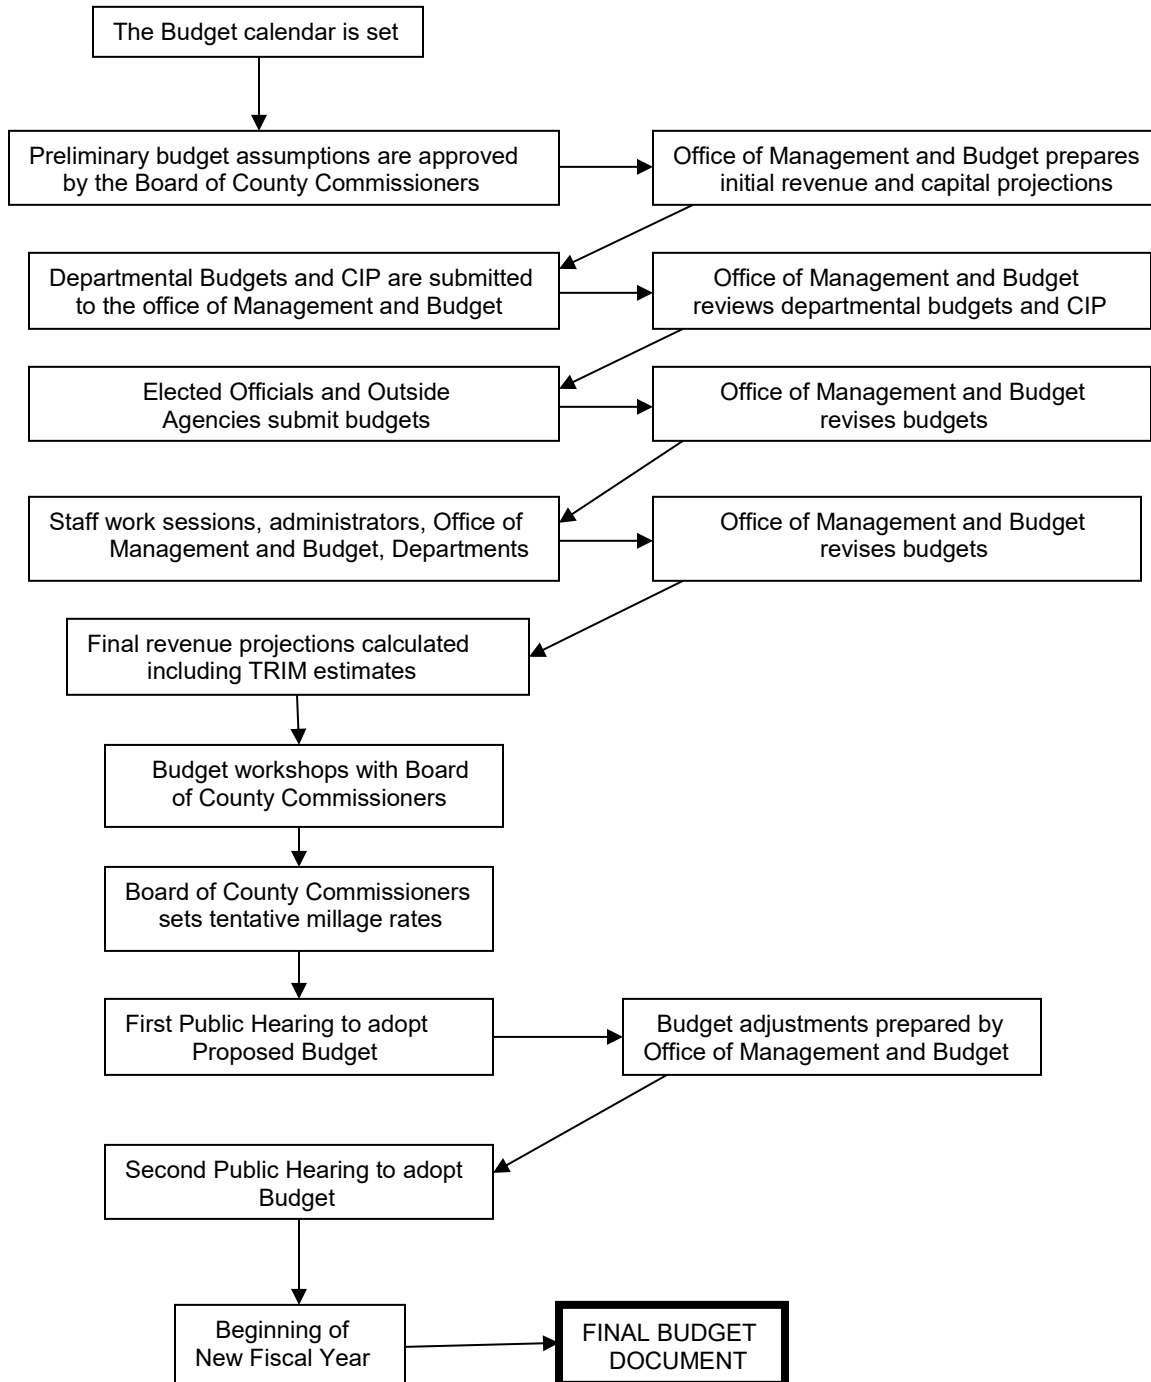 The Budget calendar is set
Preliminary budget assumptions are approved
by the Board of County Commissioners
Office of Management and Budget prepares
initial revenue and capital projections
Departmental Budgets and CIP are submitted
to the office of Management and Budget
Office of Management and Budget
reviews departmental budgets and CIP
Elected Officials and Outside
Agencies submit budgets
Office of Management and Budget
revises budgets
Staff work sessions, administrators, Office of
Management and Budget, Departments
Office of Management and Budget
revises budgets
Final revenue projections calculated
including TRIM estimates
Budget workshops with Board
of County Commissioners
Board of County Commissioners
sets tentative millage rates
First Public Hearing to adopt
Proposed Budget
Budget adjustments prepared by
Office of Management and Budget
Second Public Hearing to adopt
Budget
Beginning of
New Fiscal Year
FINAL BUDGET
DOCUMENT